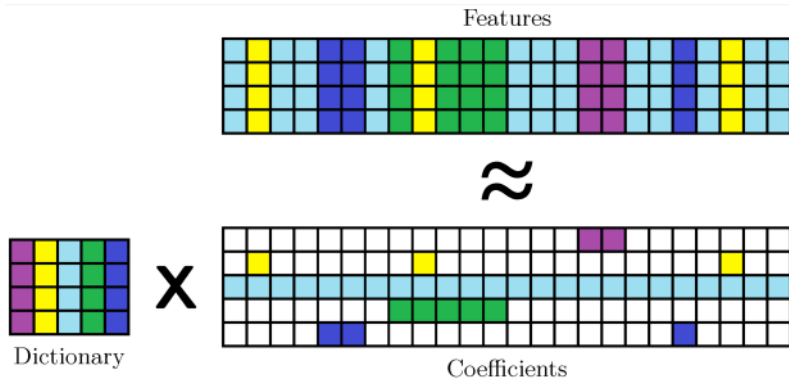 Features
≈
X
Dictionary
Coefficients